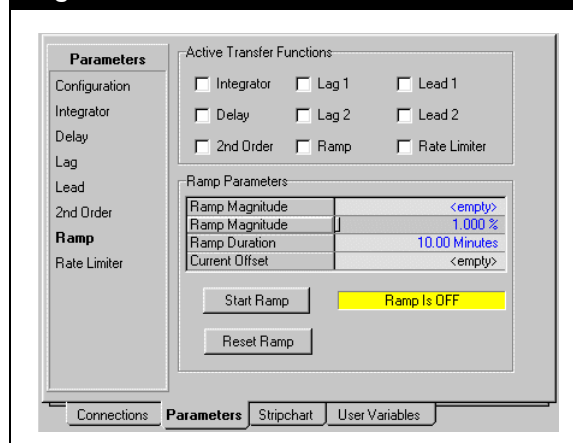 Parameters
Configuration
Integrator
Delay
Lag
Lead
2nd Order
Ramp
Rate Limiter
Active Transfer Functions
Integrator Lag 1 Lead 1
Delay Lag 2 Lead 2
2nd Order Ramp Rate Limiter
Ramp Parameters
Ramp Magnitude <empty>
Ramp Magnitude 1.000 %
Ramp Duration 10.00 Minutes
Current Offset <empty>
Start Ramp Ramp Is OFF
Reset Ramp
Connections Parameters Stripchart User Variables